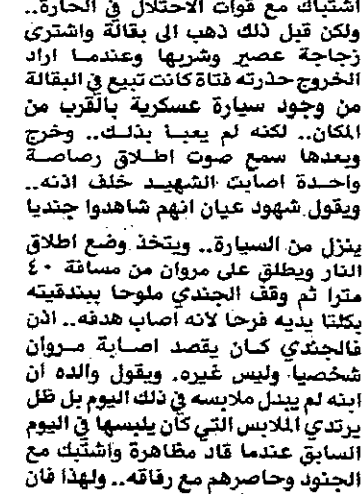 اشتباك مع قوات الاحتلال في الحارة..
ولكن قبل ذلك ذهب الى بقالة واشترى
زجاجة عصير وشربها وعندما اراد
الخروج حذرته فتاة كانت تبيع في البقالة
من وجود سيارة عسكرية بالقرب من
المكان.. لكنه لم يعبا بذلك.. وخرج
وبعدها سمع صوت اطلاق رصاصة
واحدة اصابت الشهيد خلف اذنه..
ويقول شهود عيان انهم شاهدوا جنديا
ينزل من السيارة.. ويتخذ وضع اطلاق
النار ويطلق على مروان من مسافة ٤٠
مترا ثم وقف الجندي ملوحا ببندقيته
بكلتا يديه فرحا لانه اصاب هدفه.. اذن
فالجندي كان يقصد اصابة مروان
شخصيا وليس غيره. ويقول والده ان
ابنه لم يبدل ملابسه في ذلك اليوم بل ظل
يرتدي الملابس التي كان يلبسها في اليوم
السابق عندما قاد مظاهرة واشتبك مع
الجنود وحاصرهم مع رفاقه.. ولهذا فان